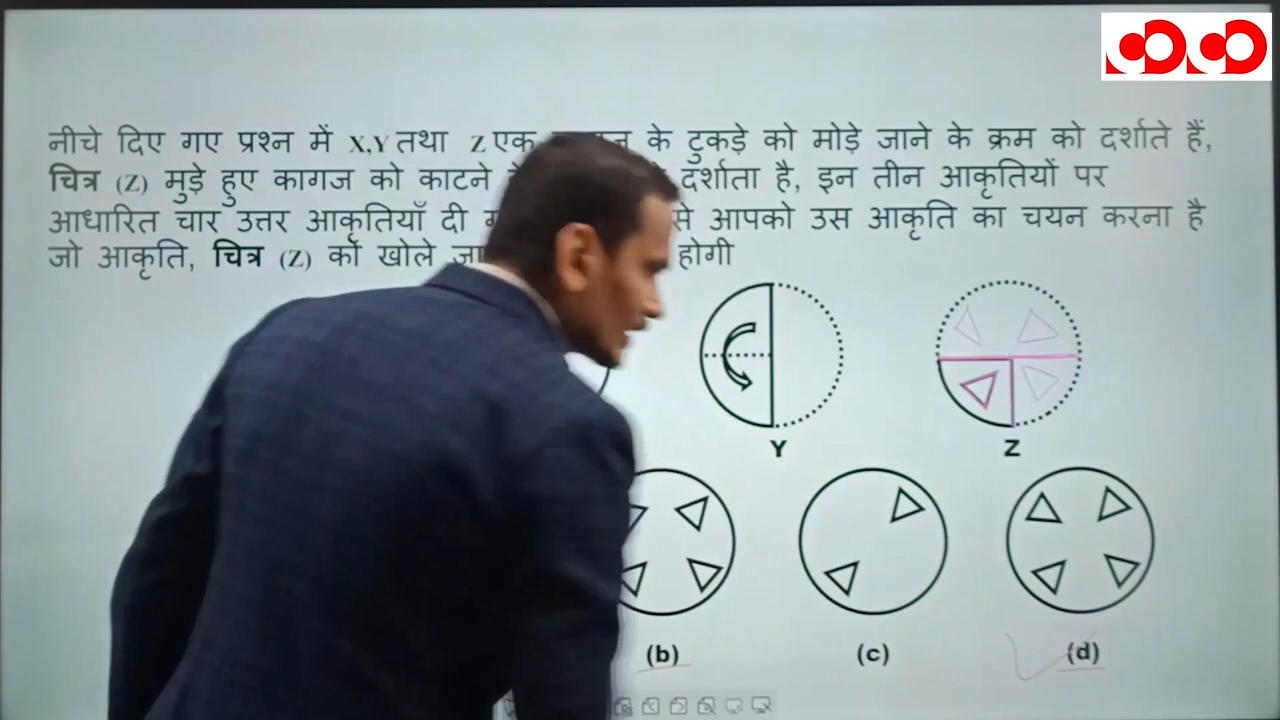 नीचे दिए गए प्रश्न में X,Y तथा Z एक के टुकड़े को मोड़े जाने के क्रम को दर्शाते हैं,
चित्र (Z) मुड़े हुए कागज को काटने दर्शाता है, इन तीन आकृतियों पर
आधारित चार उत्तर आकृतियाँ दी से आपको उस आकृति का चयन करना है
जो आकृति, चित्र (Z) को खोले होगी
Y Z
(b) (c) (d)